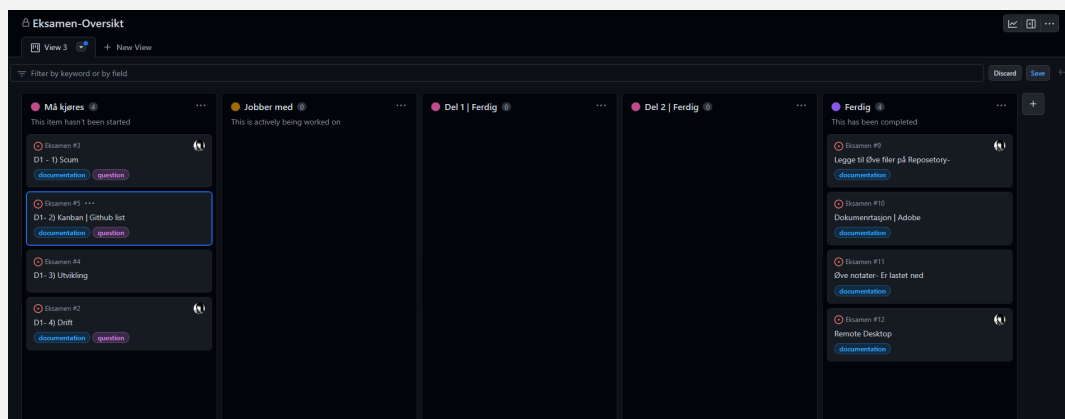 Eksamen-Oversikt
View 3
+ New View
Filter by keyword or by field
Discard
Save
Må kjøres 4
This item hasn't been started
Eksamen #3
D1 - 1) Scum
documentation question
Eksamen #5
D1- 2) Kanban | Github list
documentation question
Eksamen #4
D1- 3) Utvikling
Eksamen #2
D1- 4) Drift
documentation question
Jobber med 0
This is actively being worked on
Del 1 | Ferdig 0
Del 2 | Ferdig 0
Ferdig 4
This has been completed
Eksamen #9
Legge til Øve filer på Reposetory-
documentation
Eksamen #10
Dokumenrtasjon | Adobe
documentation
Eksamen #11
Øve notater- Er lastet ned
documentation
Eksamen #12
Remote Desktop
documentation
+